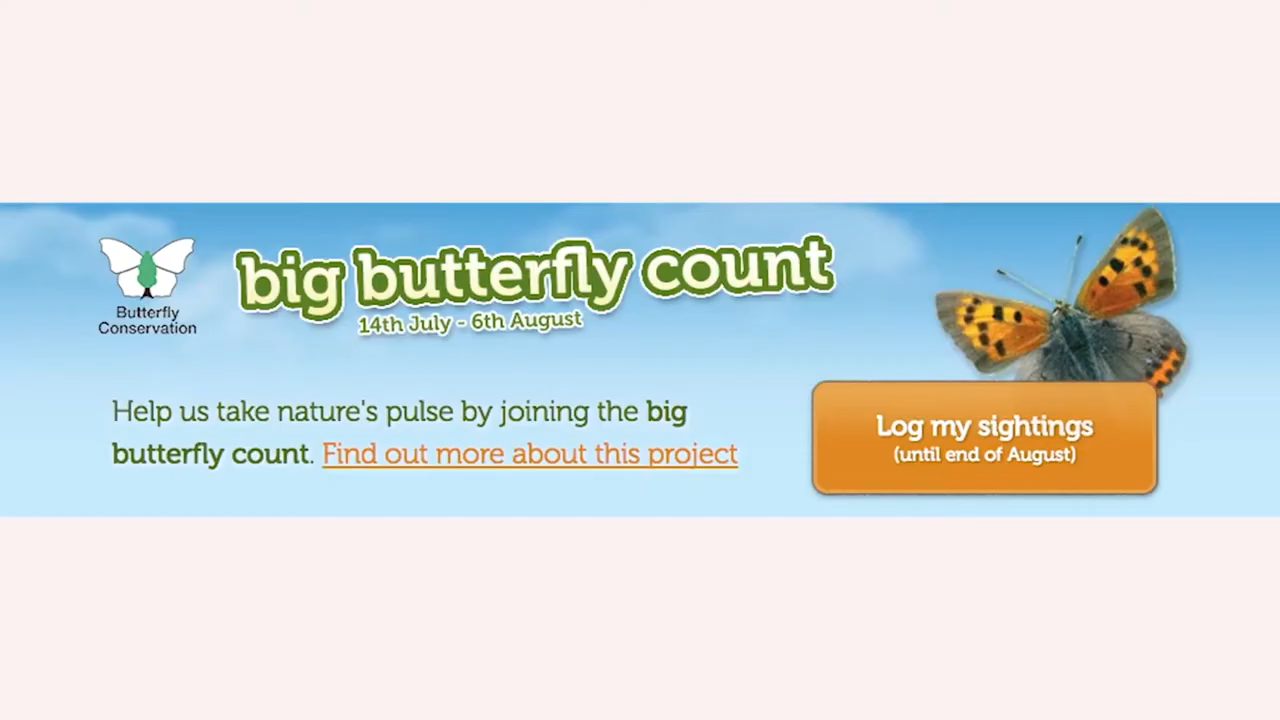 Butterfly
Conservation
big butterfly count
14th July - 6th August
Help us take nature's pulse by joining the big
butterfly count. Find out more about this project
Log my sightings
(until end of August)